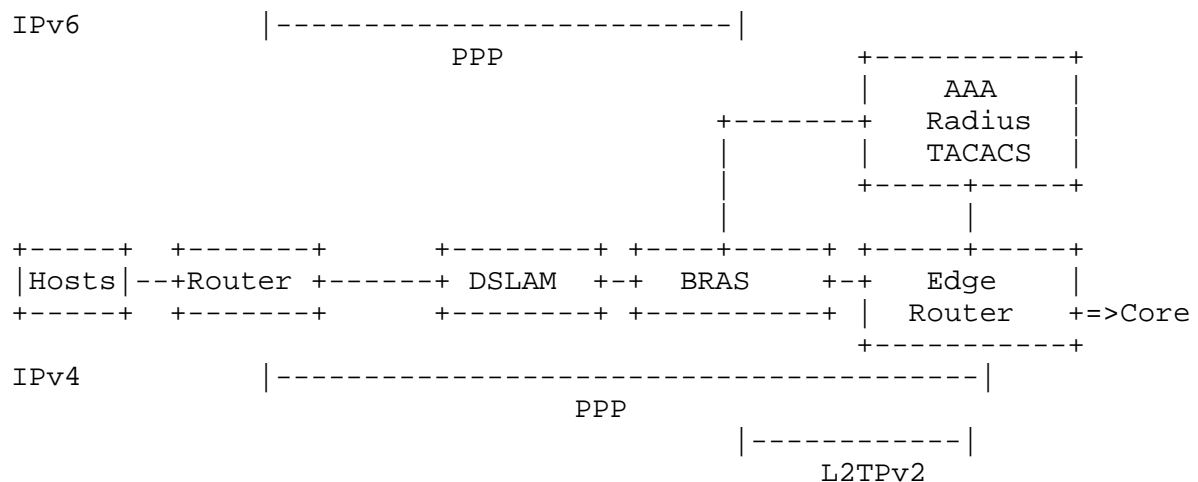 IPv6 |---------------------------|
PPP +-----------+
| AAA |
+-------+ Radius |
| | TACACS |
| +-----+-----+
| |
+-----+ +-------+ +--------+ +----+-----+ +-----+-----+
|Hosts|--+Router +------+ DSLAM +-+ BRAS +-+ Edge |
+-----+ +-------+ +--------+ +----------+ | Router +=>Core
+-----------+
IPv4 |-----------------------------------------|
PPP
|------------|
L2TPv2